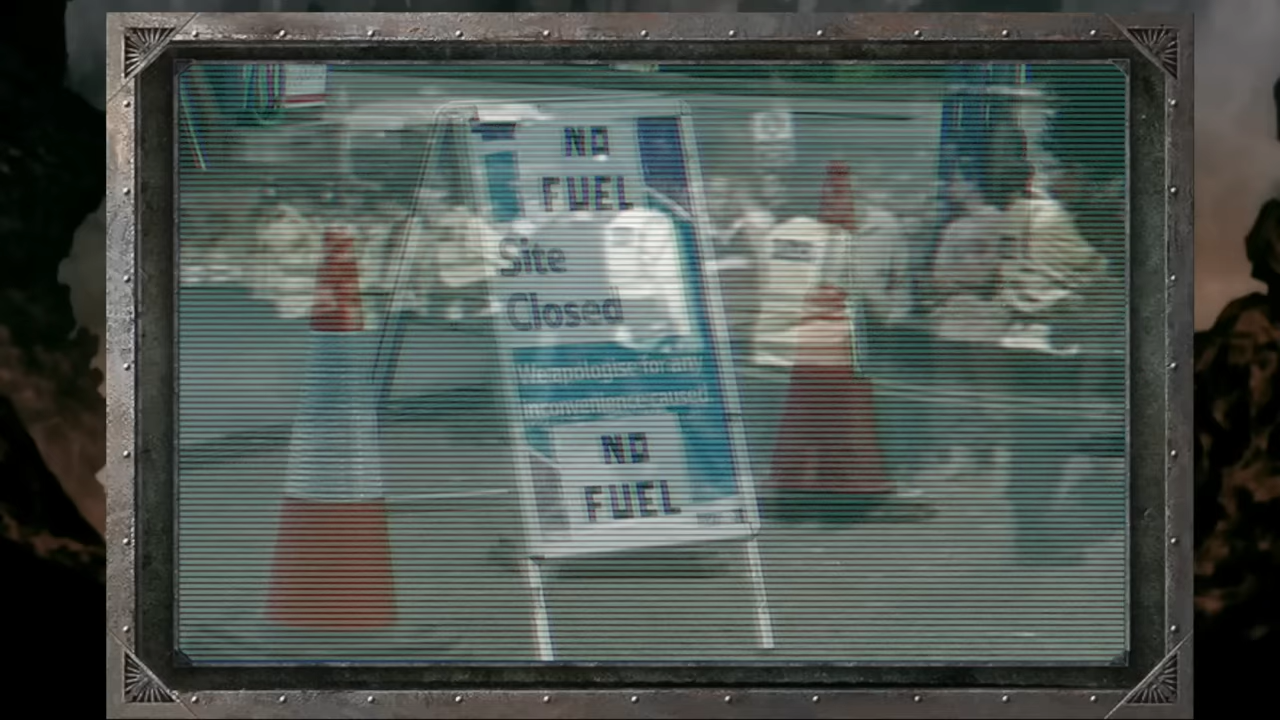 NO
FUEL
Site
Closed
We apologise for any
inconvenience caused
NO
FUEL